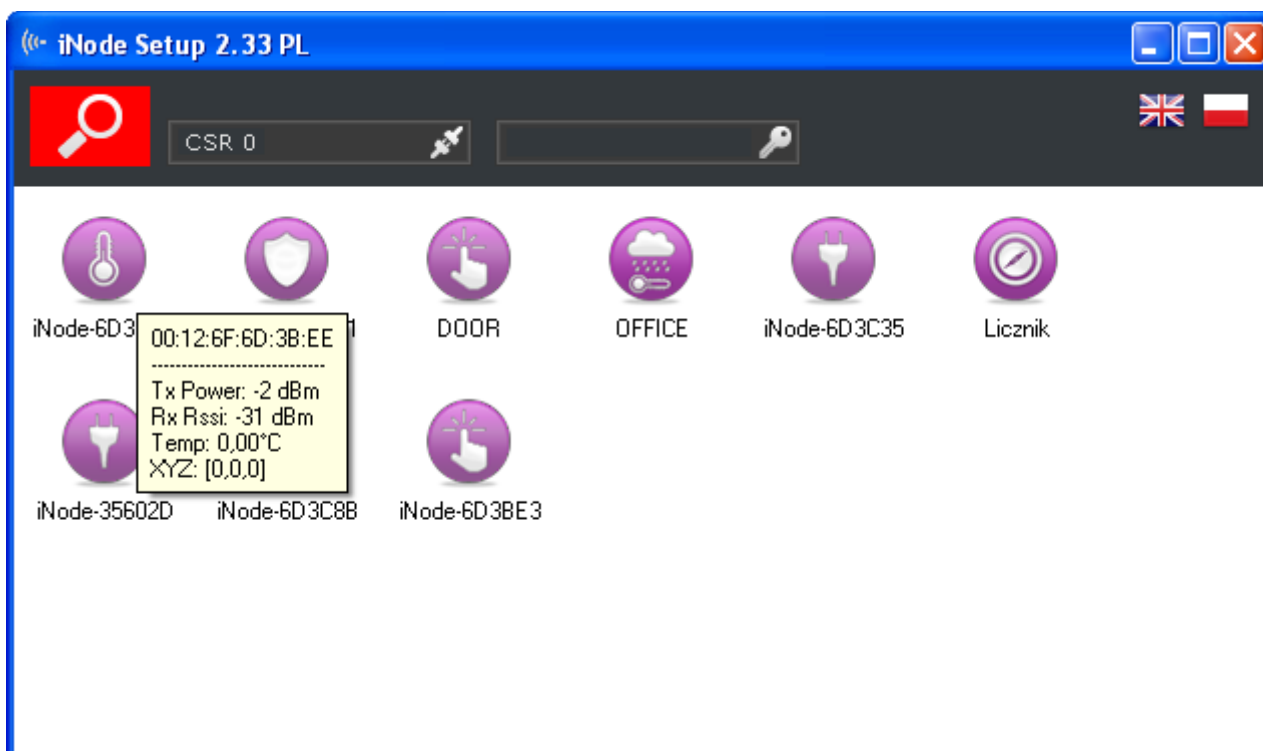 iNode Setup 2.33 PL
CSR 0
iNode-6D3
1
DOOR
OFFICE
iNode-6D3C35
Licznik
00:12:6F:6D:3B:EE
----------------------------
Tx Power: -2 dBm
Rx Rssi: -31 dBm
Temp: 0,00*C
XYZ: [0,0,0]
iNode-35602D
iNode-6D3C8B
iNode-6D3BE3